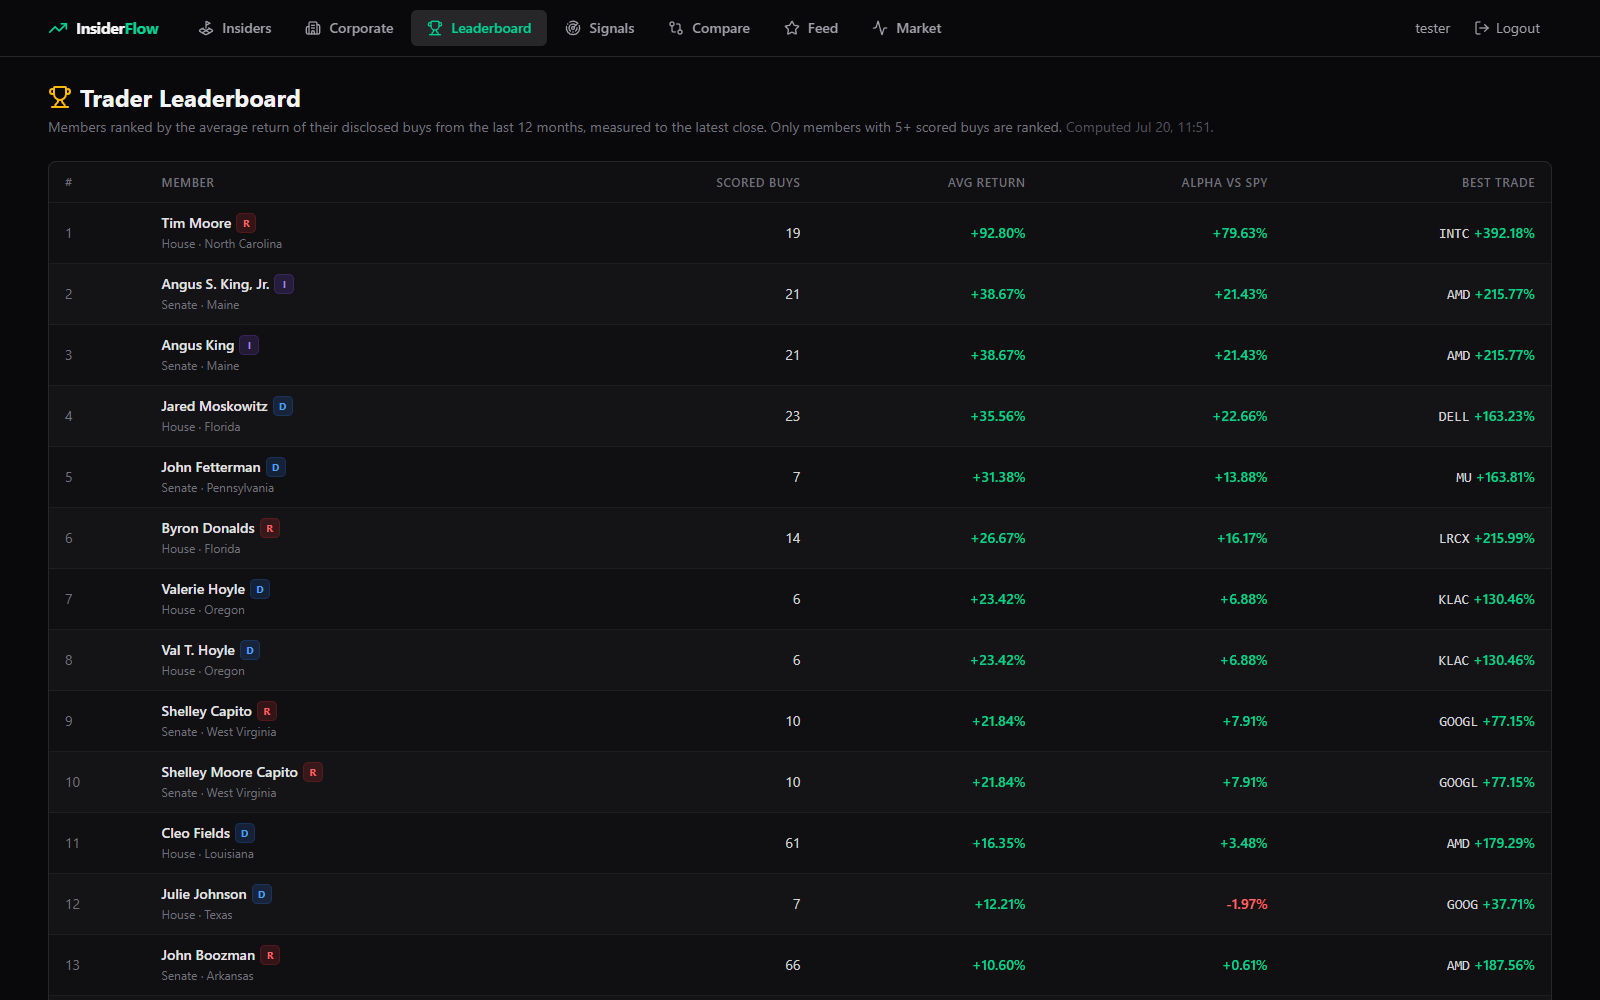 InsiderFlow Insiders Corporate Leaderboard Signals Compare Feed Market tester Logout
Trader Leaderboard
Members ranked by the average return of their disclosed buys from the last 12 months, measured to the latest close. Only members with 5+ scored buys are ranked. Computed Jul 20, 11:51.
# MEMBER SCORED BUYS AVG RETURN ALPHA VS SPY BEST TRADE
1 Tim Moore R 19 +92.80% +79.63% INTC +392.18%
House · North Carolina
2 Angus S. King, Jr. I 21 +38.67% +21.43% AMD +215.77%
Senate · Maine
3 Angus King I 21 +38.67% +21.43% AMD +215.77%
Senate · Maine
4 Jared Moskowitz D 23 +35.56% +22.66% DELL +163.23%
House · Florida
5 John Fetterman D 7 +31.38% +13.88% MU +163.81%
Senate · Pennsylvania
6 Byron Donalds R 14 +26.67% +16.17% LRCX +215.99%
House · Florida
7 Valerie Hoyle D 6 +23.42% +6.88% KLAC +130.46%
House · Oregon
8 Val T. Hoyle D 6 +23.42% +6.88% KLAC +130.46%
House · Oregon
9 Shelley Capito R 10 +21.84% +7.91% GOOGL +77.15%
Senate · West Virginia
10 Shelley Moore Capito R 10 +21.84% +7.91% GOOGL +77.15%
Senate · West Virginia
11 Cleo Fields D 61 +16.35% +3.48% AMD +179.29%
House · Louisiana
12 Julie Johnson D 7 +12.21% -1.97% GOOG +37.71%
House · Texas
13 John Boozman R 66 +10.60% +0.61% AMD +187.56%
Senate · Arkansas